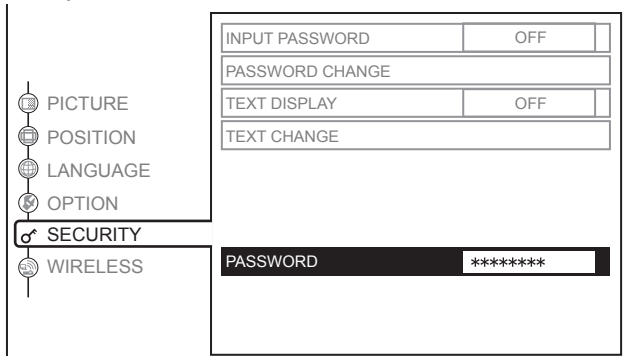 PICTURE
POSITION
LANGUAGE
OPTION
SECURITY
WIRELESS
INPUT PASSWORD OFF
PASSWORD CHANGE
TEXT DISPLAY OFF
TEXT CHANGE
PASSWORD ********